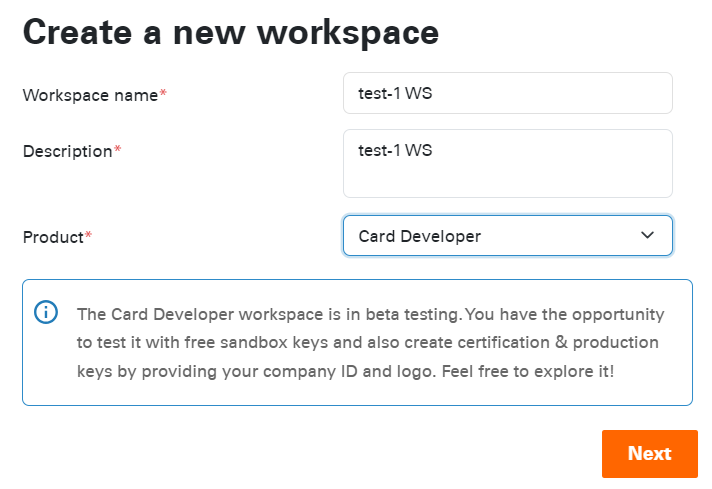 Create a new workspace
Workspace name*
test-1 WS
Description*
test-1 WS
Product*
Card Developer
The Card Developer workspace is in beta testing. You have the opportunity
to test it with free sandbox keys and also create certification & production
keys by providing your company ID and logo. Feel free to explore it!
Next